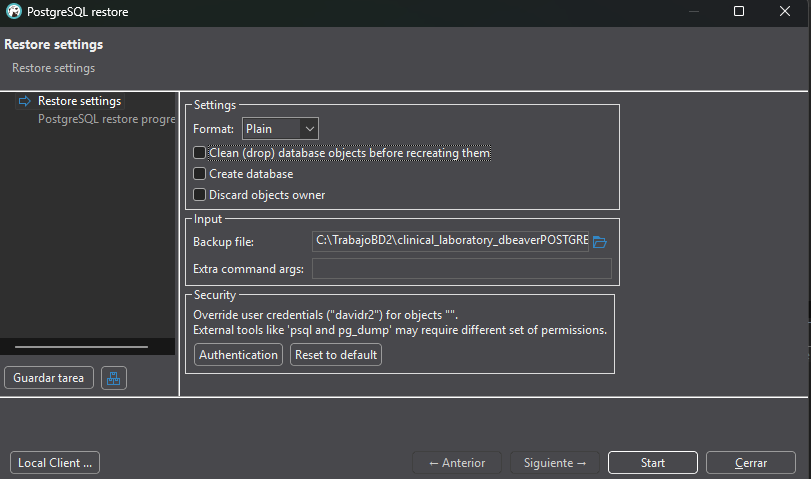 PostgreSQL restore
Restore settings
Restore settings
Restore settings
PostgreSQL restore progre
Settings
Format: Plain
Clean (drop) database objects before recreating them
Create database
Discard objects owner
Input
Backup file: C:\TrabajoBD2\clinical_laboratory_dbeaverPOSTGRE
Extra command args:
Security
Override user credentials ("davidr2") for objects "".
External tools like 'psql and pg_dump' may require different set of permissions.
Authentication Reset to default
Guardar tarea
Local Client ... ← Anterior Siguiente → Start Cerrar